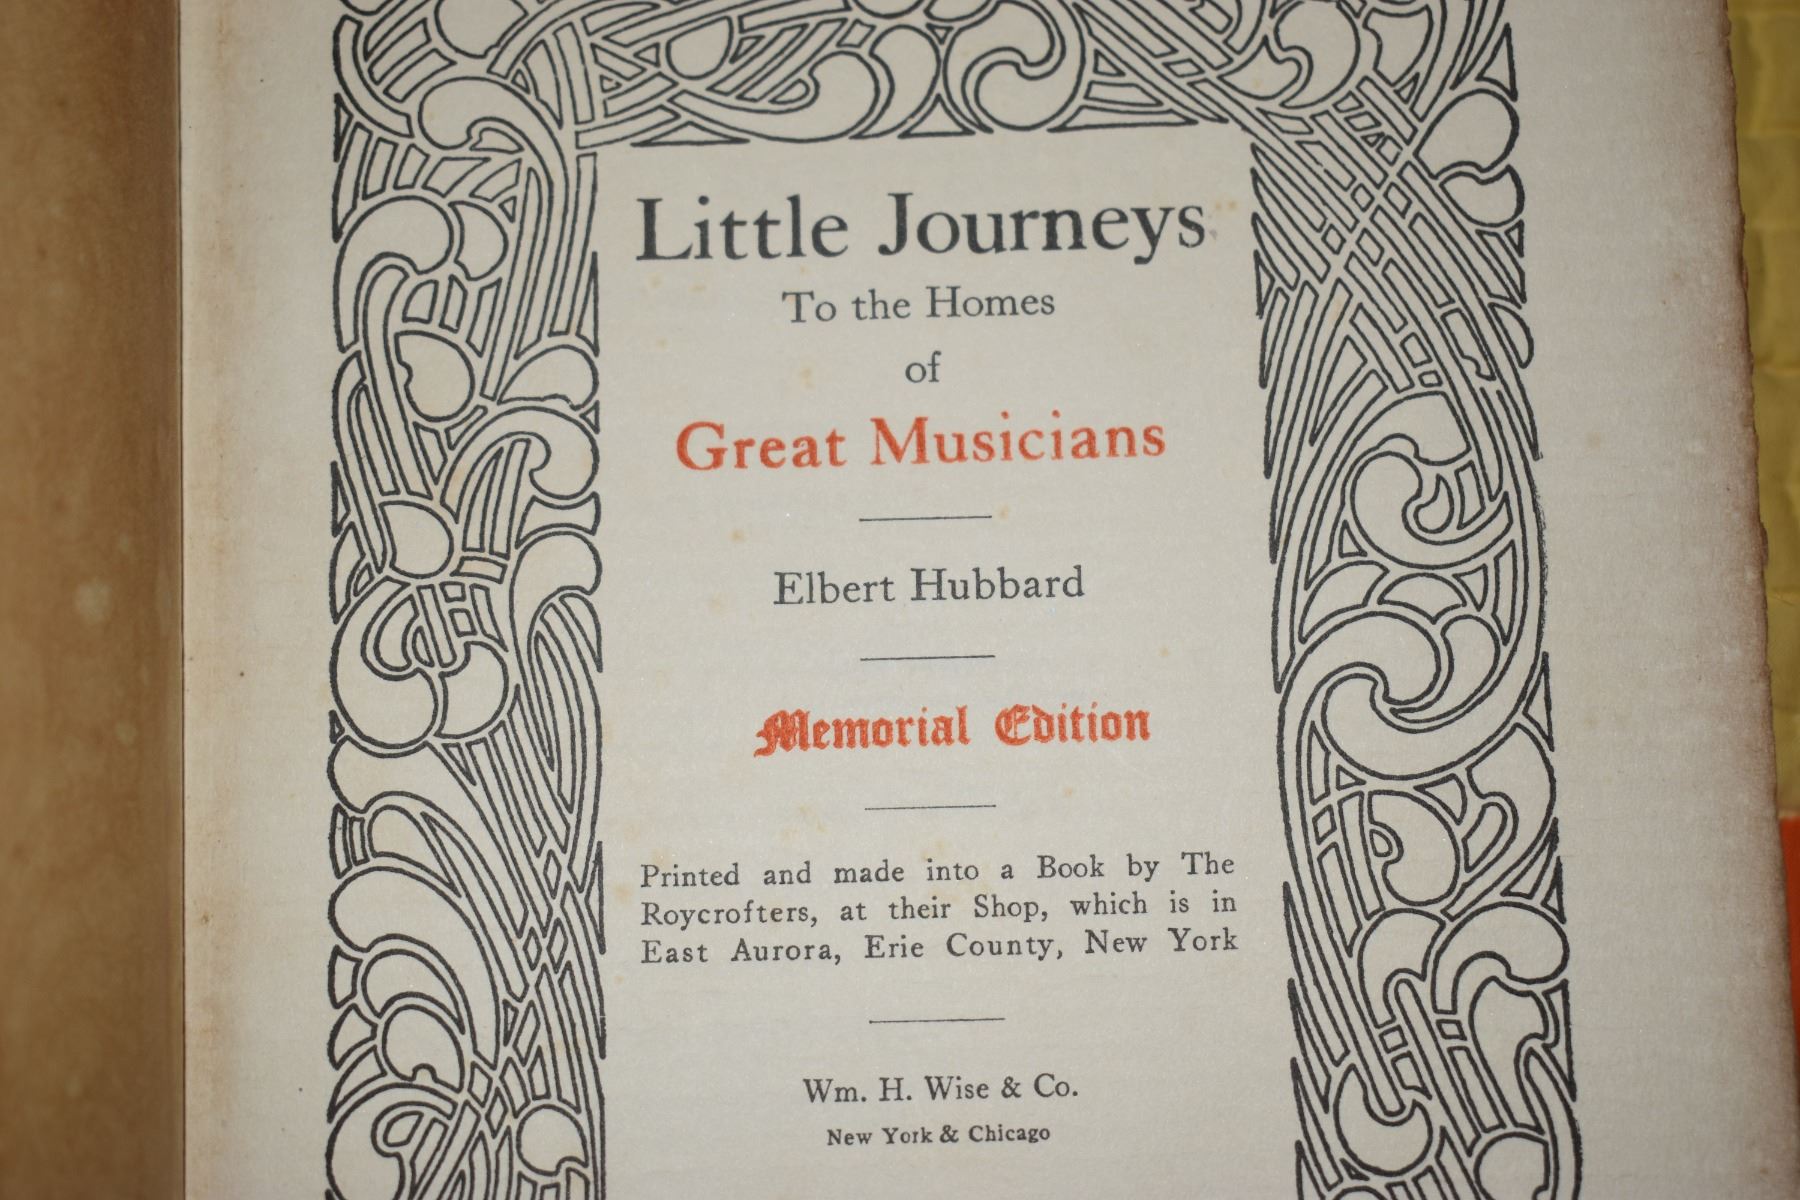 Little Journeys
To the Homes
of
Great Musicians
Elbert Hubbard
Memorial Edition
Printed and made into a Book by The
Roycrofters, at their Shop, which is in
East Aurora, Erie County, New York
Wm. H. Wise & Co.
New York & Chicago